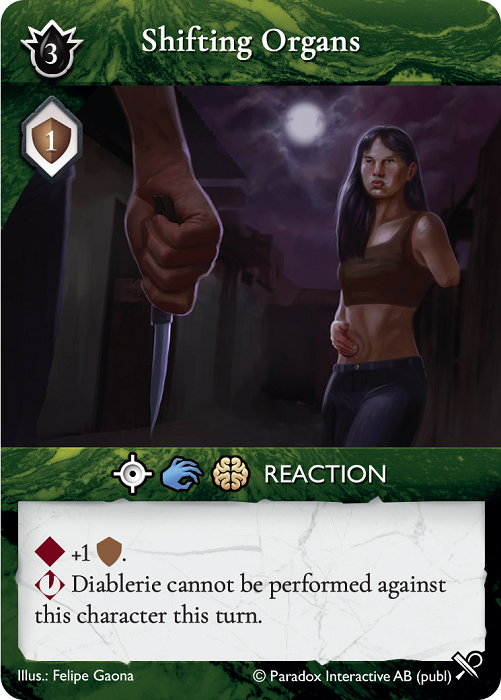 3
Shifting Organs
1
REACTION
+1 .
Diablerie cannot be performed against
this character this turn.
Illus.: Felipe Gaona
© Paradox Interactive AB (publ)